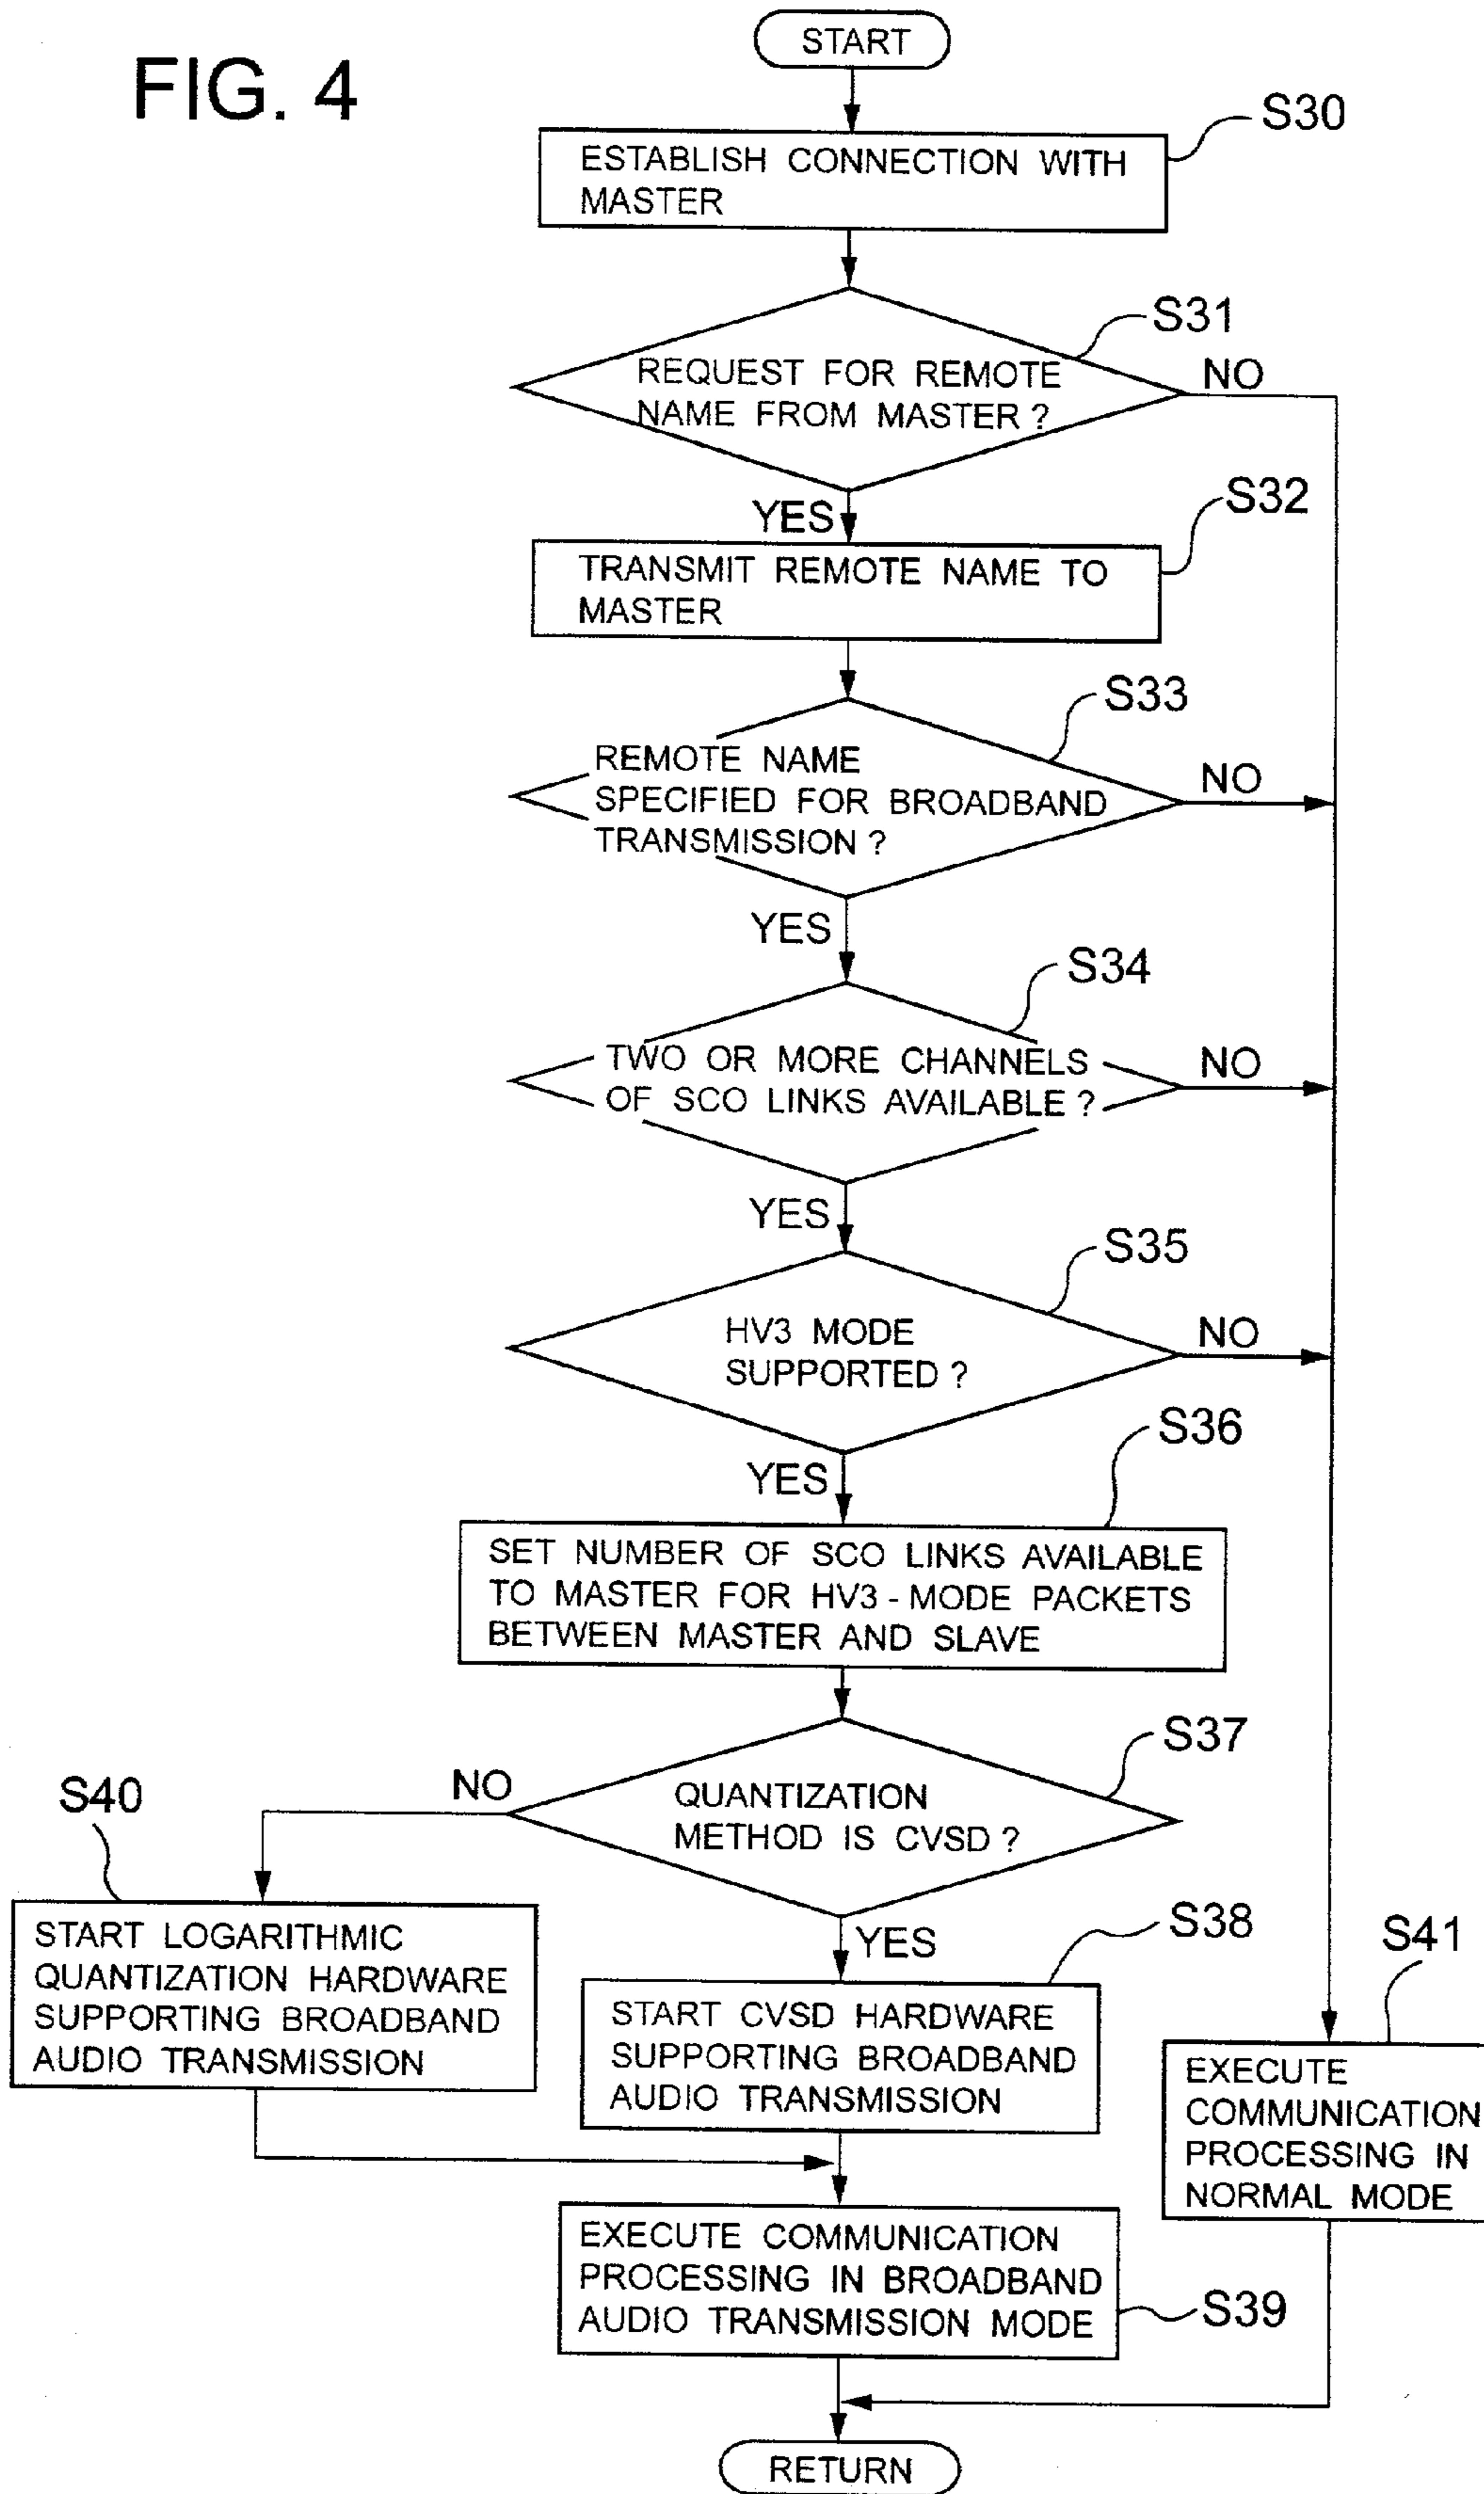 FIG. 4
START
S30
ESTABLISH CONNECTION WITH
MASTER
S31
REQUEST FOR REMOTE
NAME FROM MASTER ?
NO
YES
S32
TRANSMIT REMOTE NAME TO
MASTER
S33
REMOTE NAME
SPECIFIED FOR BROADBAND
TRANSMISSION ?
NO
YES
S34
TWO OR MORE CHANNELS
OF SCO LINKS AVAILABLE ?
NO
YES
S35
HV3 MODE
SUPPORTED ?
NO
YES
S36
SET NUMBER OF SCO LINKS AVAILABLE
TO MASTER FOR HV3 - MODE PACKETS
BETWEEN MASTER AND SLAVE
S37
QUANTIZATION
METHOD IS CVSD ?
NO
YES
S40
START LOGARITHMIC
QUANTIZATION HARDWARE
SUPPORTING BROADBAND
AUDIO TRANSMISSION
S38
START CVSD HARDWARE
SUPPORTING BROADBAND
AUDIO TRANSMISSION
S41
EXECUTE
COMMUNICATION
PROCESSING IN
NORMAL MODE
EXECUTE COMMUNICATION
PROCESSING IN BROADBAND
AUDIO TRANSMISSION MODE
S39
RETURN